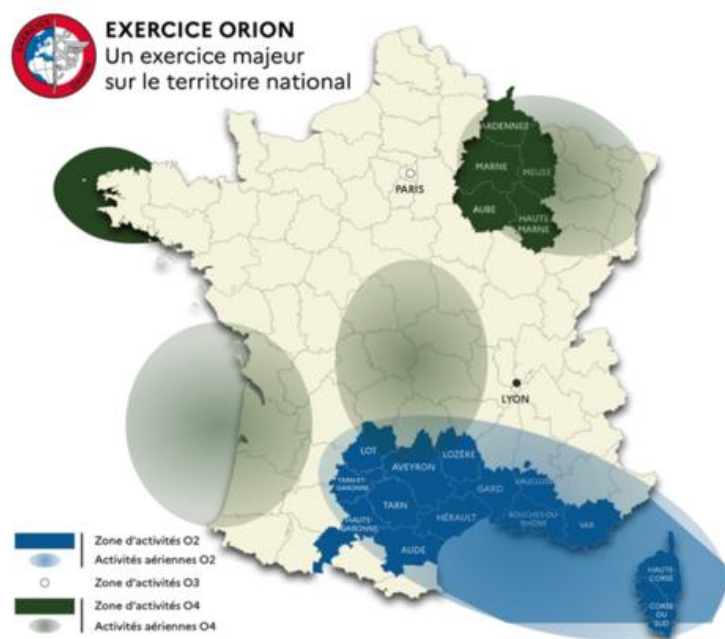 EXERCICE ORION
Un exercice majeur
sur le territoire national
EXERCICE
ORION
ARDENNES
MARNE
MEUSE
PARIS
AUBE
HAUTE
MARNE
LYON
LOT
LOZÈRE
AVEYRON
TARN-ET-
GARONNE
GARD
VAUCLUSE
TARN
HÉRAULT
BOUCHES-DU-
RHÔNE
VAR
HAUTE-
GARONNE
AUDE
HAUTE-
CORSE
CORSE
DU
SUD
Zone d'activités O2
Activités aériennes O2
Zone d'activités O3
Zone d'activités O4
Activités aériennes O4